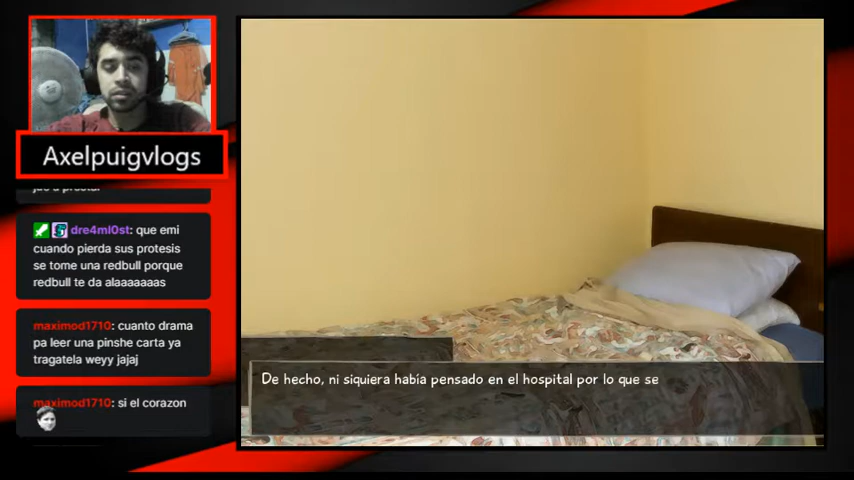 Axelpuigvlogs
dre4ml0st: que emi
cuando pierda sus protesis
se tome una redbull porque
redbull te da alaaaaaaas
maximod1710: cuanto drama
pa leer una pinshe carta ya
tragatela weyy jajaj
maximod1710: si el corazon
De hecho, ni siquiera había pensado en el hospital por lo que se